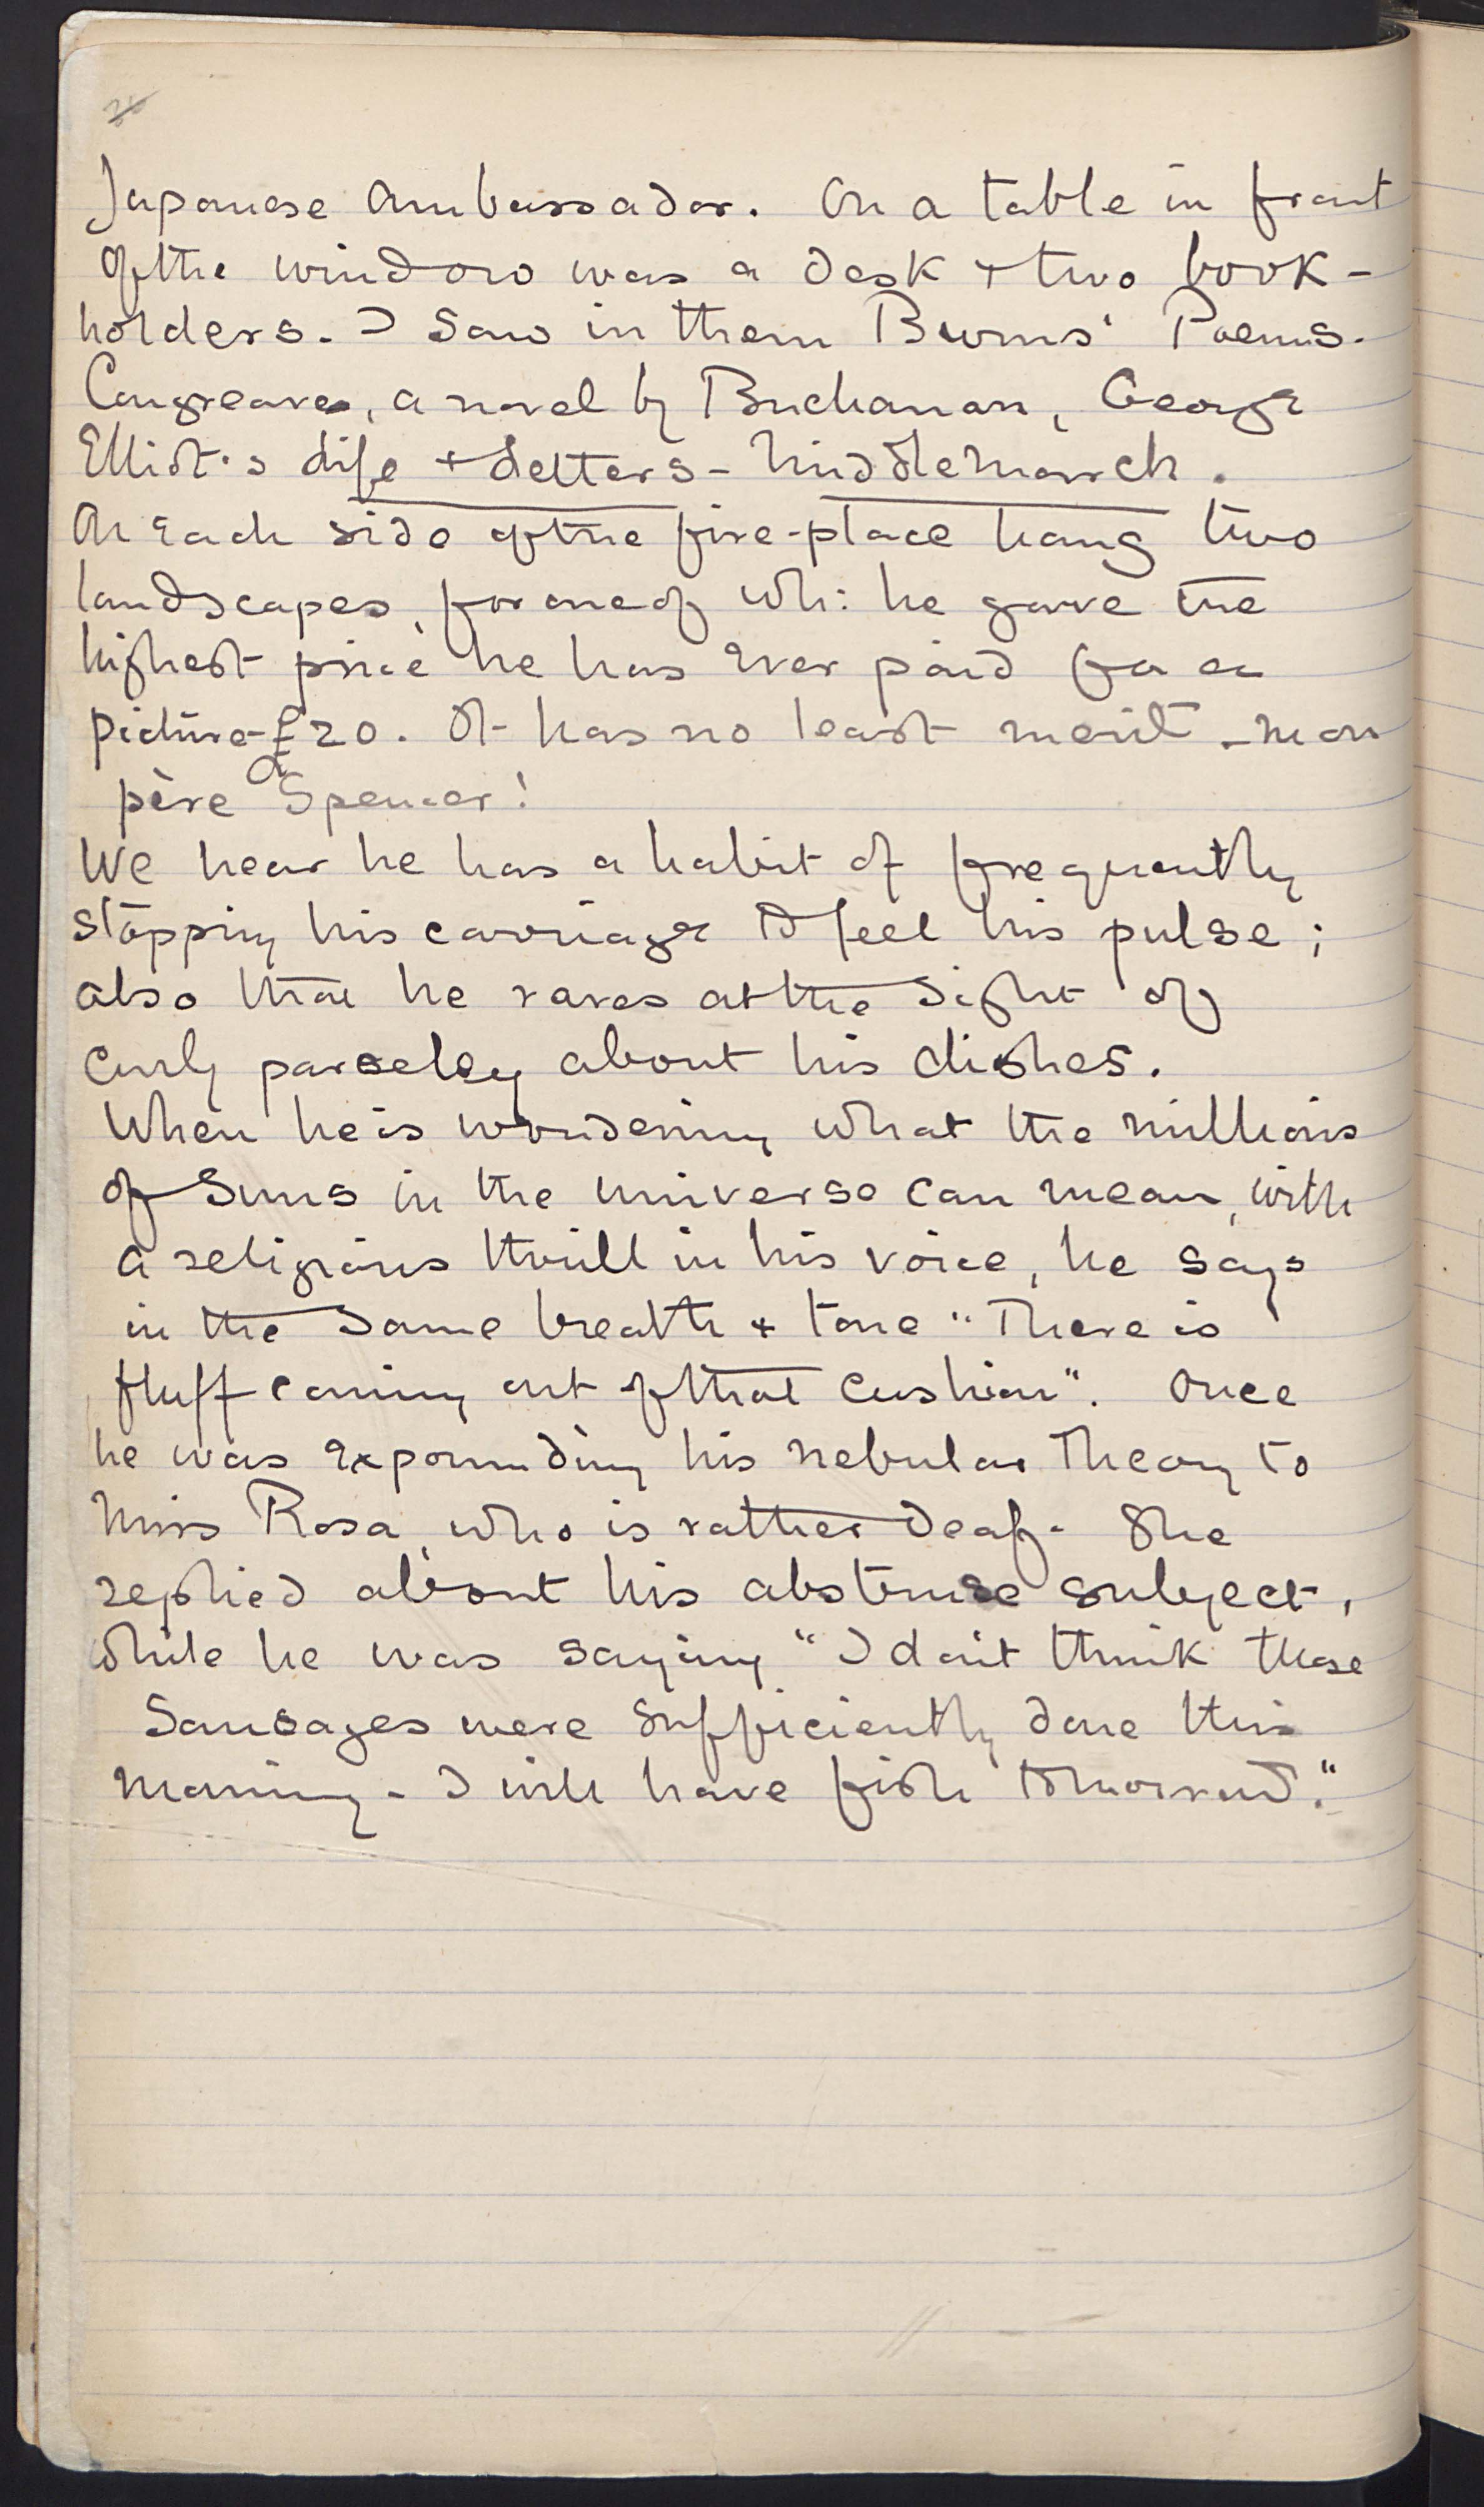 Japanese Ambassador. On a table in front
of the window was a desk + two book-
holders. I saw in them Burns' Poems.
Congreave, a novel by Buchanan, George
Elliot's Life + Letters - Middlemarch.
On each side of the fire-place hang two
landscapes, for one of wh: he gave the
highest price he has ever paid for a
picture - £20. It has no least merit - mon
père Spencer!
We hear he has a habit of frequently
stopping his carriage to feel his pulse;
also that he raves at the sight of
curly parseley about his dishes.
When he is wondering what the millions
of Suns in the universe can mean, with
a religious thrill in his voice, he says
in the same breath + tone "There is
fluff coming out of that cushion". Once
he was expounding his nebular theory to
Miss Rosa, who is rather deaf. She
replied about his abstruse subject,
while he was saying "I don't think those
Sausages were sufficiently done this
morning - I will have fish tomorrow."